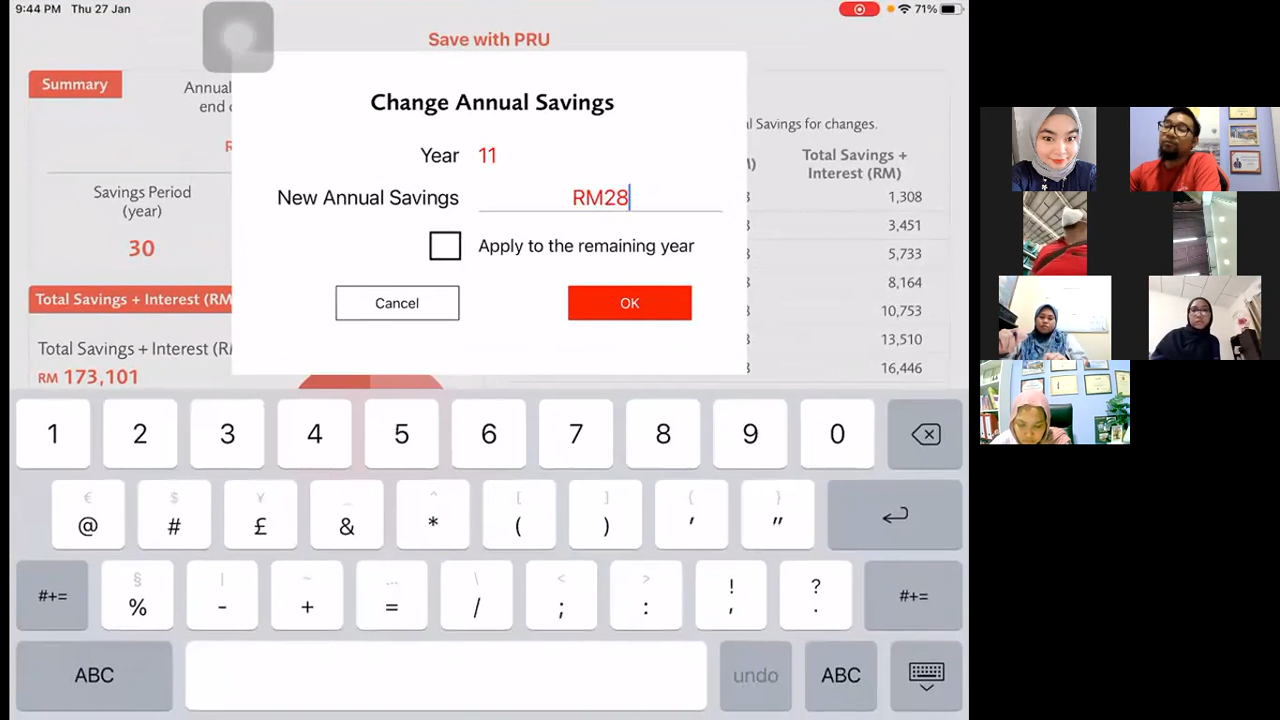 9:44 PM Thu 27 Jan
71%
Save with PRU
Summary
Annual
end
Savings Period
(year)
30
Total Savings + Interest (RM
Total Savings + Interest (RI
RM 173,101
Change Annual Savings
Year 11
New Annual Savings RM28
Apply to the remaining year
Cancel OK
l Savings for changes.
Total Savings +
Interest (RM)
1,308
3,451
5,733
8,164
10,753
13,510
16,446
1 2 3 4 5 6 7 8 9 0
€ $ ¥ _ ^ [ ] { }
@ # £ & * ( ) ' "
§ | ~ … \ < > ! ?
#+= % - + = / ; : , . #+=
ABC undo ABC